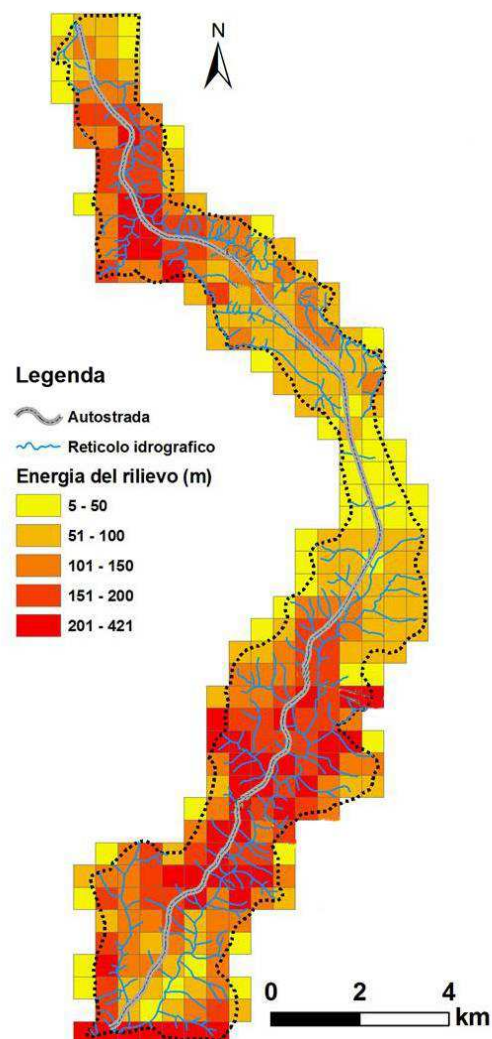 N
Legenda
Autostrada
Reticolo idrografico
Energia del rilievo (m)
5 - 50
51 - 100
101 - 150
151 - 200
201 - 421
0 2 4
km